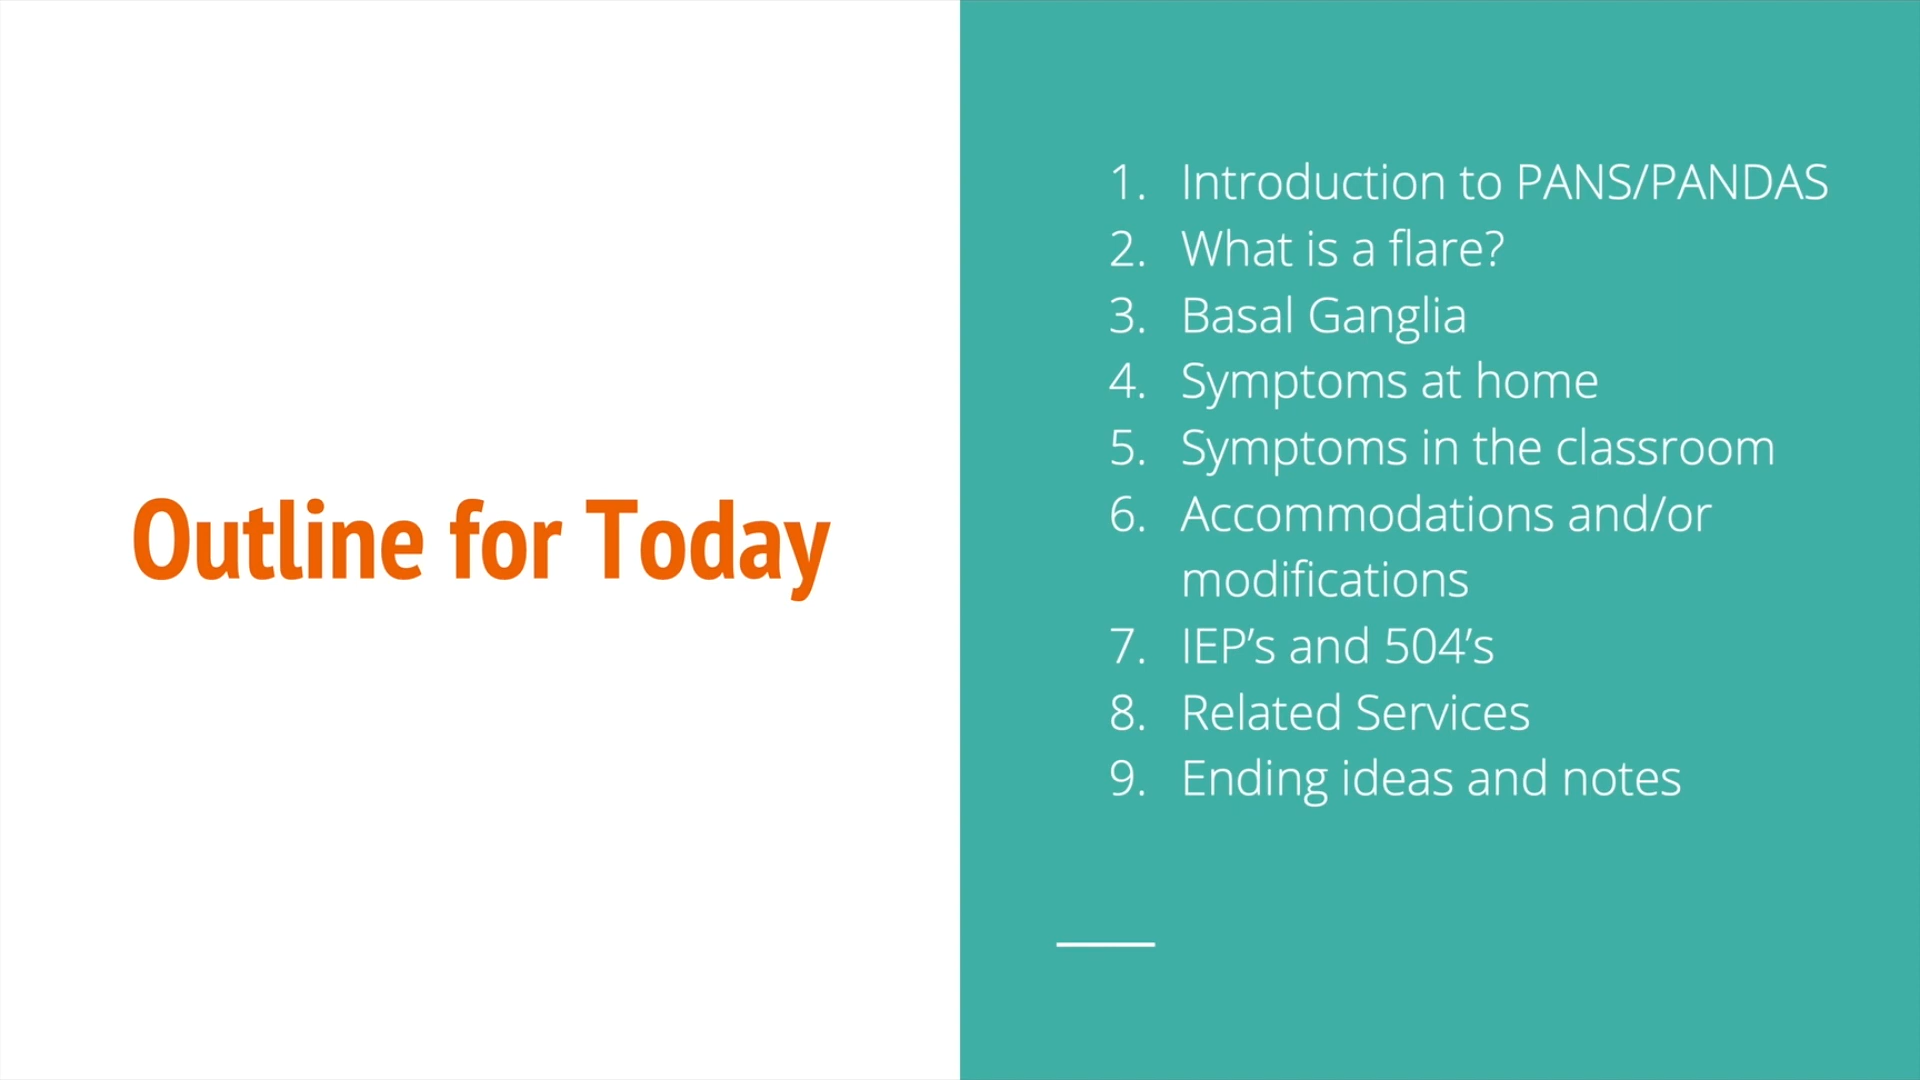 Outline for Today
1. Introduction to PANS/PANDAS
2. What is a flare?
3. Basal Ganglia
4. Symptoms at home
5. Symptoms in the classroom
6. Accommodations and/or
modifications
7. IEP’s and 504’s
8. Related Services
9. Ending ideas and notes